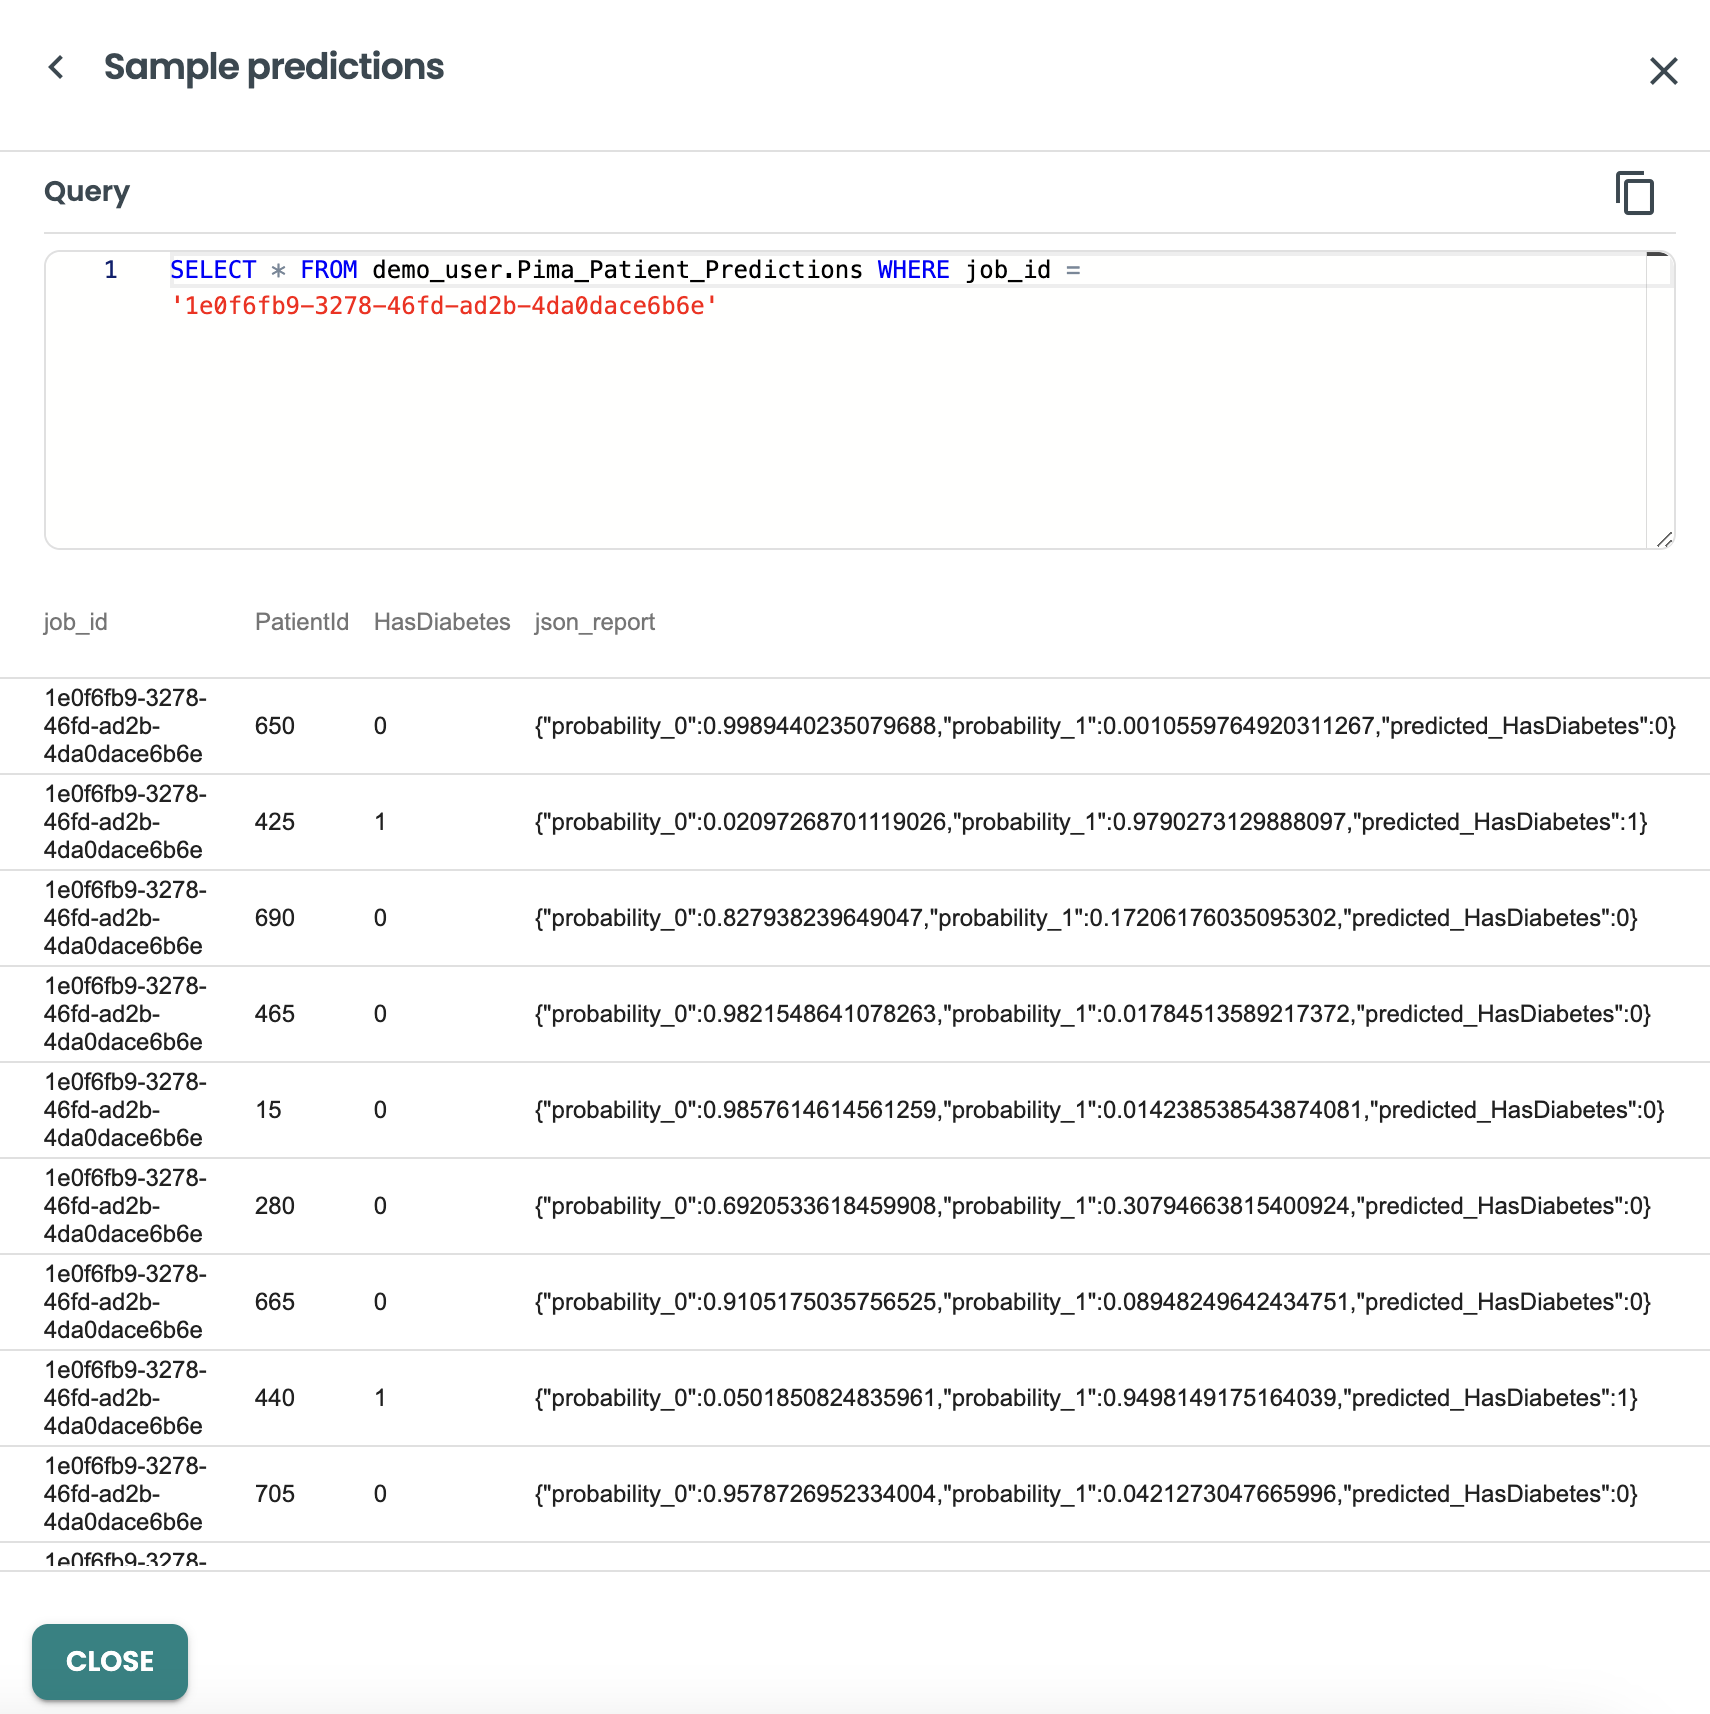 Sample predictions
Query
1 SELECT * FROM demo_user.Pima_Patient_Predictions WHERE job_id =
'1e0f6fb9-3278-46fd-ad2b-4da0dace6b6e'
job_id PatientId HasDiabetes json_report
1e0f6fb9-3278-
46fd-ad2b- 650 0 {"probability_0":0.9989440235079688,"probability_1":0.0010559764920311267,"predicted_HasDiabetes":0}
4da0dace6b6e
1e0f6fb9-3278-
46fd-ad2b- 425 1 {"probability_0":0.02097268701119026,"probability_1":0.9790273129888097,"predicted_HasDiabetes":1}
4da0dace6b6e
1e0f6fb9-3278-
46fd-ad2b- 690 0 {"probability_0":0.827938239649047,"probability_1":0.17206176035095302,"predicted_HasDiabetes":0}
4da0dace6b6e
1e0f6fb9-3278-
46fd-ad2b- 465 0 {"probability_0":0.9821548641078263,"probability_1":0.01784513589217372,"predicted_HasDiabetes":0}
4da0dace6b6e
1e0f6fb9-3278-
46fd-ad2b- 15 0 {"probability_0":0.9857614614561259,"probability_1":0.014238538543874081,"predicted_HasDiabetes":0}
4da0dace6b6e
1e0f6fb9-3278-
46fd-ad2b- 280 0 {"probability_0":0.6920533618459908,"probability_1":0.30794663815400924,"predicted_HasDiabetes":0}
4da0dace6b6e
1e0f6fb9-3278-
46fd-ad2b- 665 0 {"probability_0":0.9105175035756525,"probability_1":0.08948249642434751,"predicted_HasDiabetes":0}
4da0dace6b6e
1e0f6fb9-3278-
46fd-ad2b- 440 1 {"probability_0":0.0501850824835961,"probability_1":0.9498149175164039,"predicted_HasDiabetes":1}
4da0dace6b6e
1e0f6fb9-3278-
46fd-ad2b- 705 0 {"probability_0":0.9578726952334004,"probability_1":0.0421273047665996,"predicted_HasDiabetes":0}
4da0dace6b6e
1e0f6fb9-3278-
CLOSE